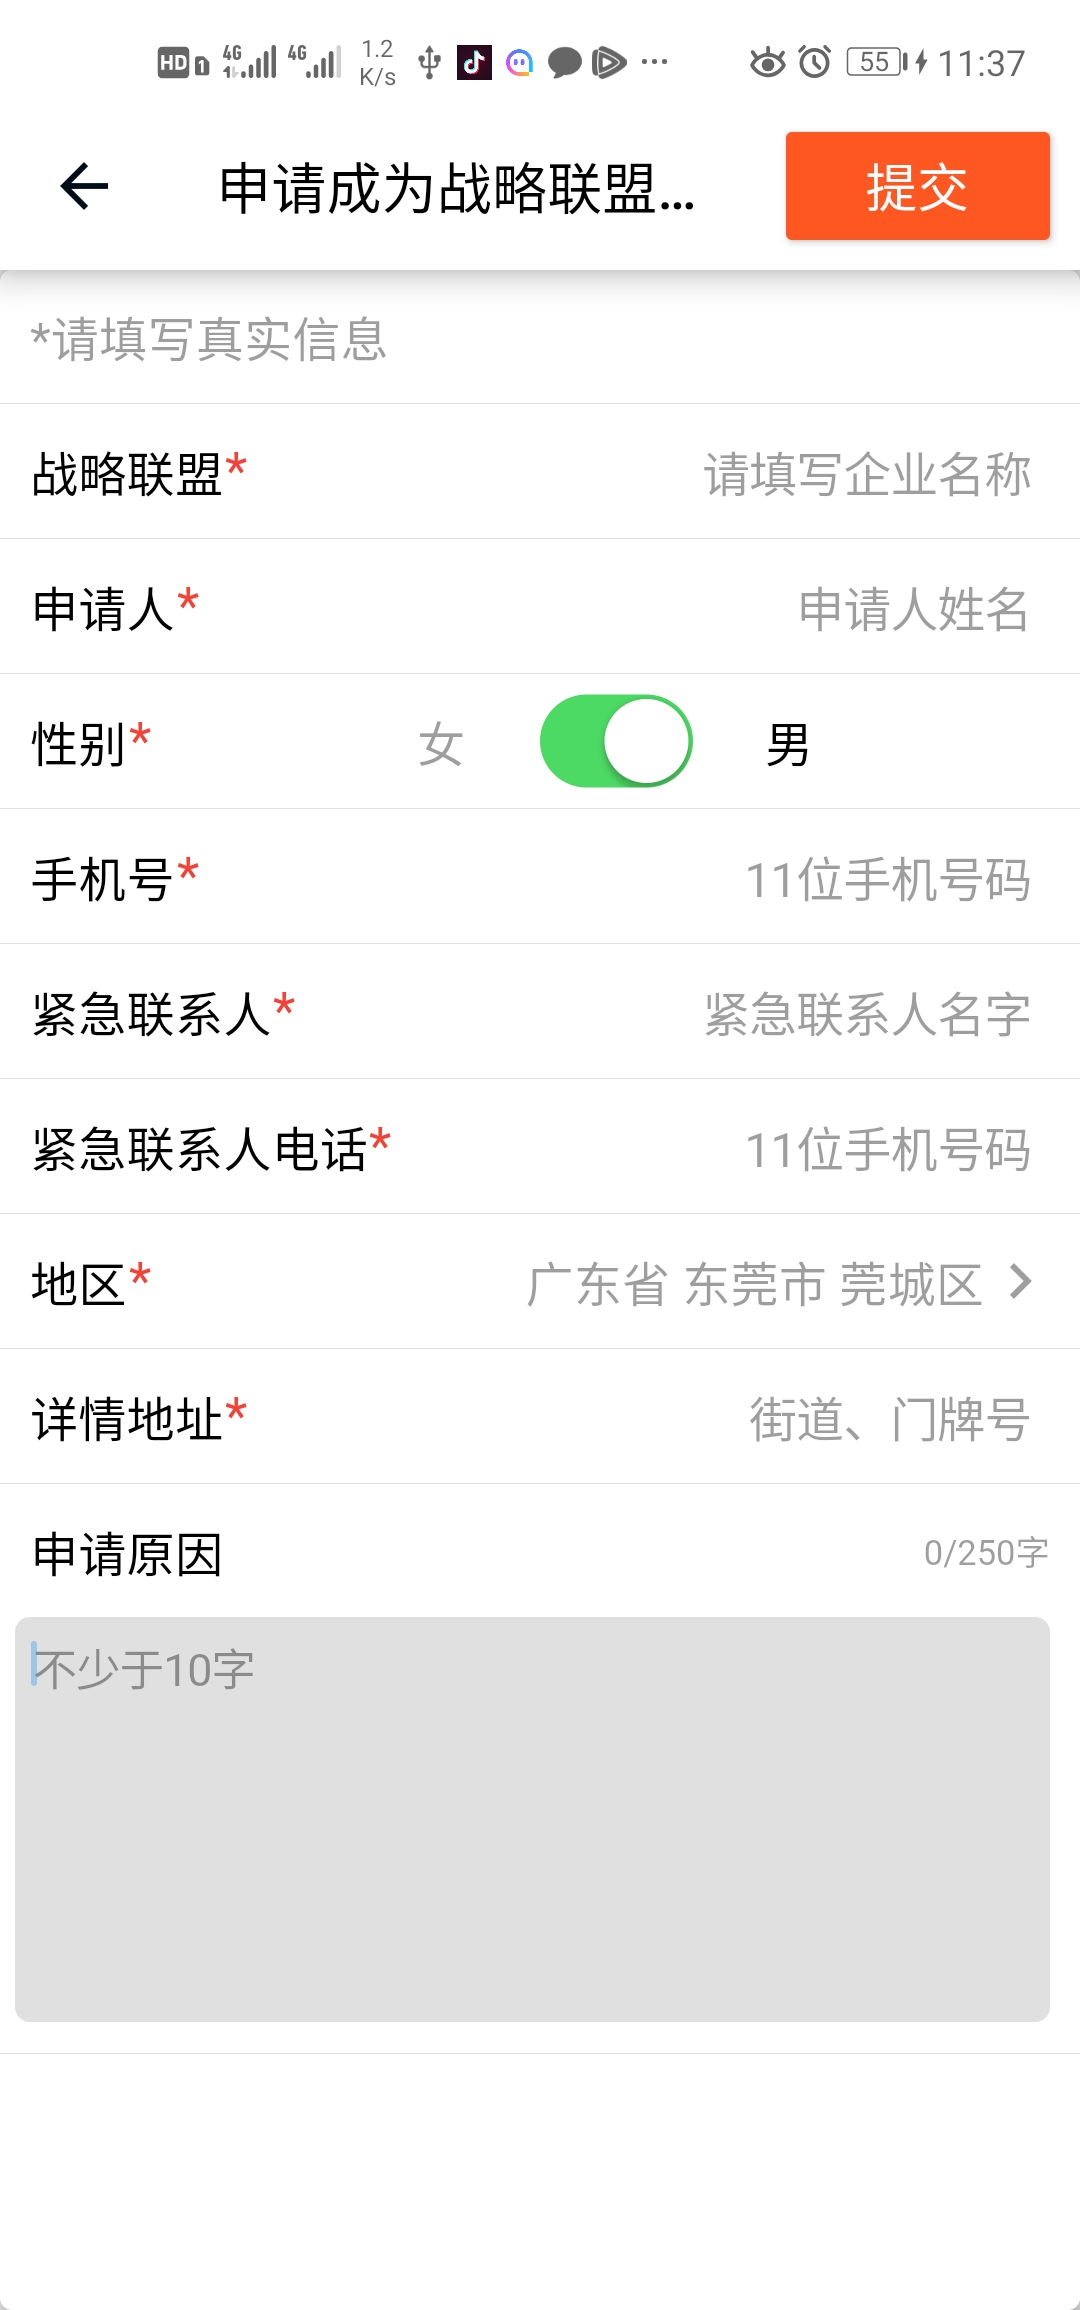 HD 1 4G 4G 1.2 K/s 55 11:37
申请成为战略联盟... 提交
*请填写真实信息
战略联盟* 请填写企业名称
申请人* 申请人姓名
性别* 女 男
手机号* 11位手机号码
紧急联系人* 紧急联系人名字
紧急联系人电话* 11位手机号码
地区* 广东省 东莞市 莞城区
详情地址* 街道、门牌号
申请原因 0/250字
不少于10字